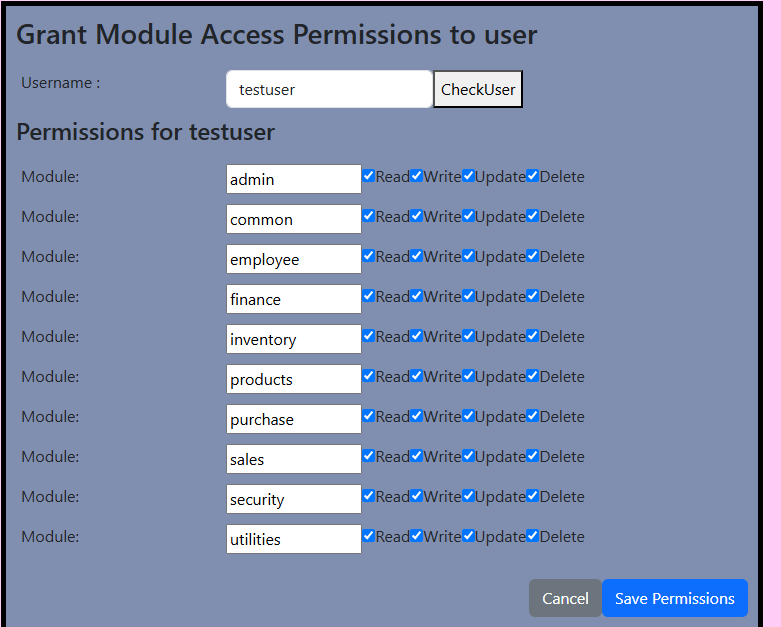 Grant Module Access Permissions to user
Username : testuser CheckUser
Permissions for testuser
Module: admin Read Write Update Delete
Module: common Read Write Update Delete
Module: employee Read Write Update Delete
Module: finance Read Write Update Delete
Module: inventory Read Write Update Delete
Module: products Read Write Update Delete
Module: purchase Read Write Update Delete
Module: sales Read Write Update Delete
Module: security Read Write Update Delete
Module: utilities Read Write Update Delete
Cancel Save Permissions